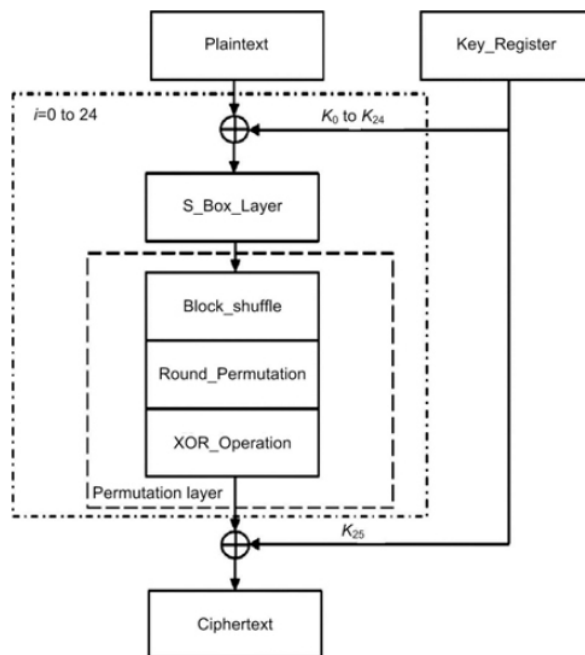 Plaintext
Key_Register
i=0 to 24
K0 to K24
S_Box_Layer
Block_shuffle
Round_Permutation
XOR_Operation
Permutation layer
K25
Ciphertext